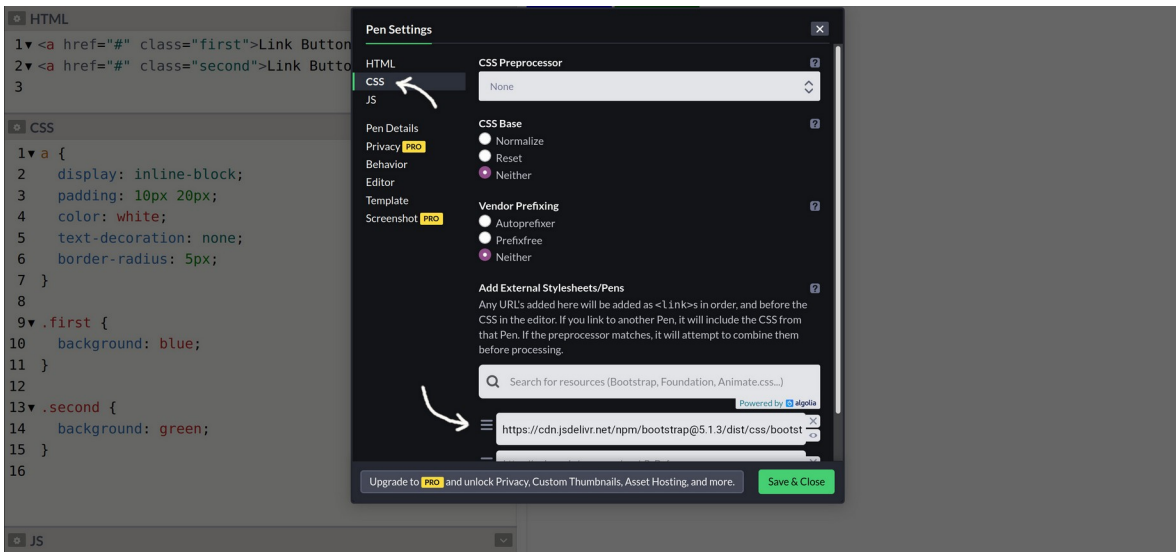 HTML
1 <a href="#" class="first">Link Button
2 <a href="#" class="second">Link Butto
3
CSS
1 a {
2 display: inline-block;
3 padding: 10px 20px;
4 color: white;
5 text-decoration: none;
6 border-radius: 5px;
7 }
8
9 .first {
10 background: blue;
11 }
12
13 .second {
14 background: green;
15 }
16
JS
Pen Settings
HTML
CSS
JS
Pen Details
Privacy PRO
Behavior
Editor
Template
Screenshot PRO
CSS Preprocessor
None
CSS Base
Normalize
Reset
Neither
Vendor Prefixing
Autoprefixer
Prefixfree
Neither
Add External Stylesheets/Pens
Any URL's added here will be added as <link>s in order, and before the
CSS in the editor. If you link to another Pen, it will include the CSS from
that Pen. If the preprocessor matches, it will attempt to combine them
before processing.
Search for resources (Bootstrap, Foundation, Animate.css...)
Powered by algolia
https://cdn.jsdelivr.net/npm/bootstrap@5.1.3/dist/css/bootst
Upgrade to PRO and unlock Privacy, Custom Thumbnails, Asset Hosting, and more.
Save & Close